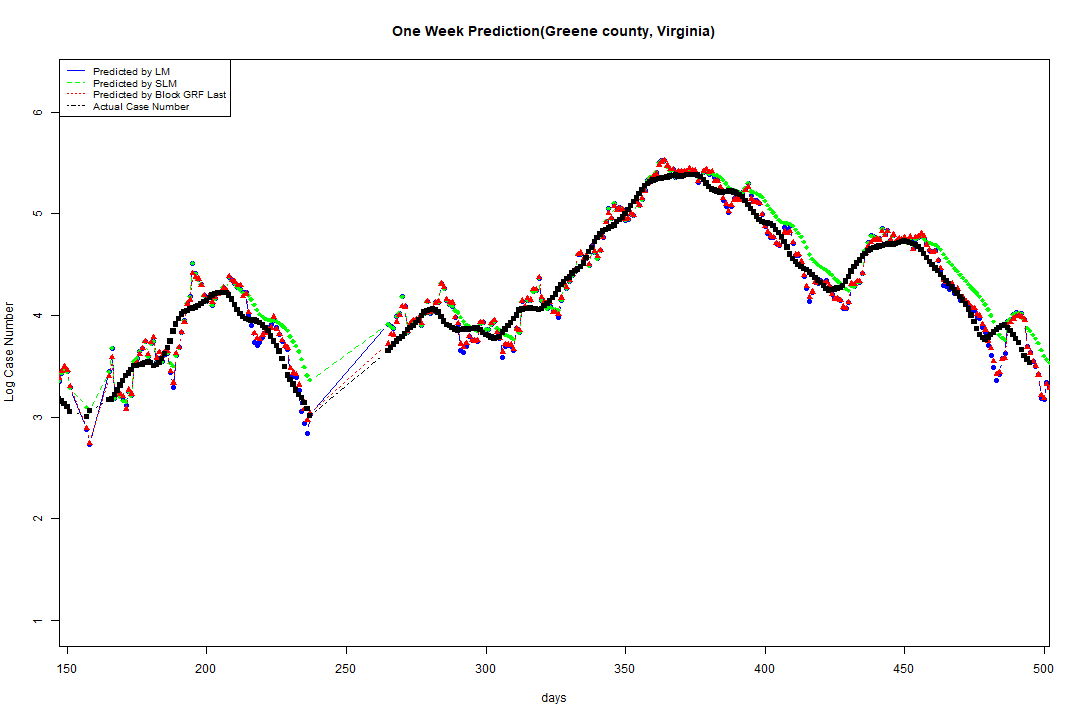 One Week Prediction(Greene county, Virginia)
Predicted by LM
Predicted by SLM
Predicted by Block GRF Last
Actual Case Number
6
5
4
3
2
1
Log Case Number
150 200 250 300 350 400 450 500
days